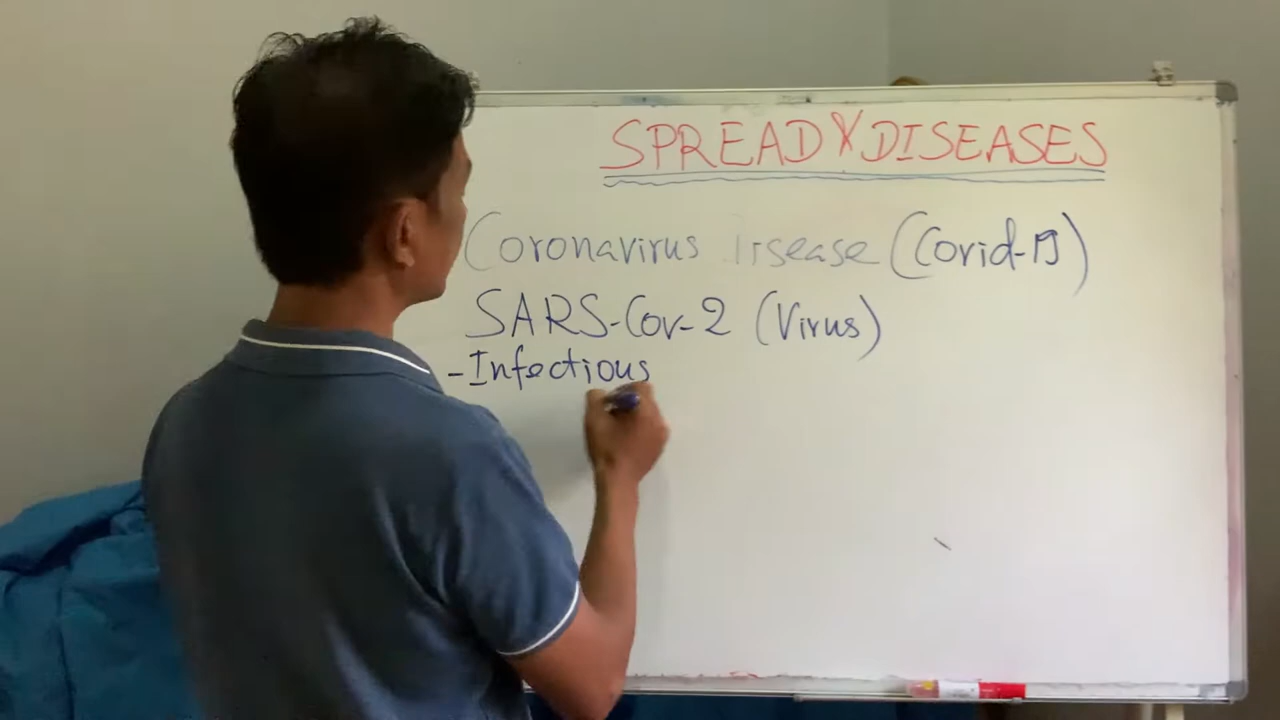 SPREAD & DISEASES
Coronavirus Disease (Covid-19)
SARS-Cov-2 (Virus)
- Infectious